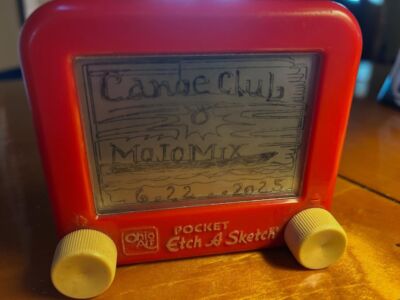 Canoe Club
MoJoMix
6.22..2025
Ohio Art
POCKET
Etch A Sketch®